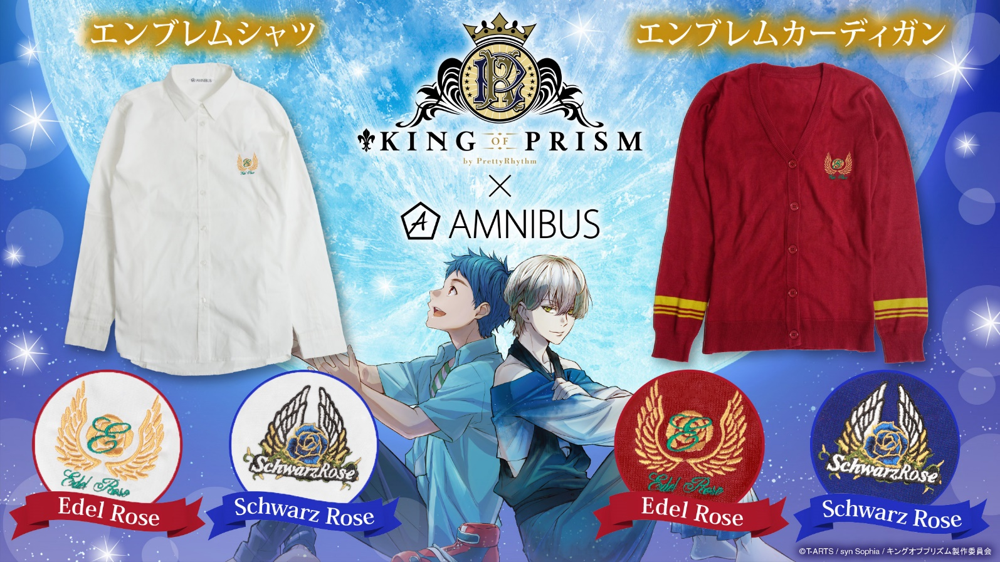 エンブレムシャツ
エンブレムカーディガン
AMNIBUS
KING OF PRISM
by PrettyRhythm
×
A AMNIBUS
E
Edel Rose
Edel Rose
SchwarzRose
Schwarz Rose
E
Edel Rose
Edel Rose
SchwarzRose
Schwarz Rose
©T-ARTS / syn Sophia / キングオブプリズム製作委員会